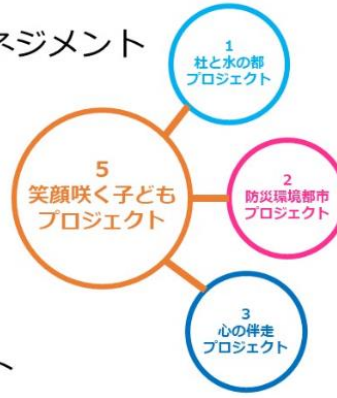 ネジメント
1
杜と水の都
プロジェクト
5
笑顔咲く子ども
プロジェクト
2
防災環境都市
プロジェクト
3
心の伴走
プロジェクト
ト